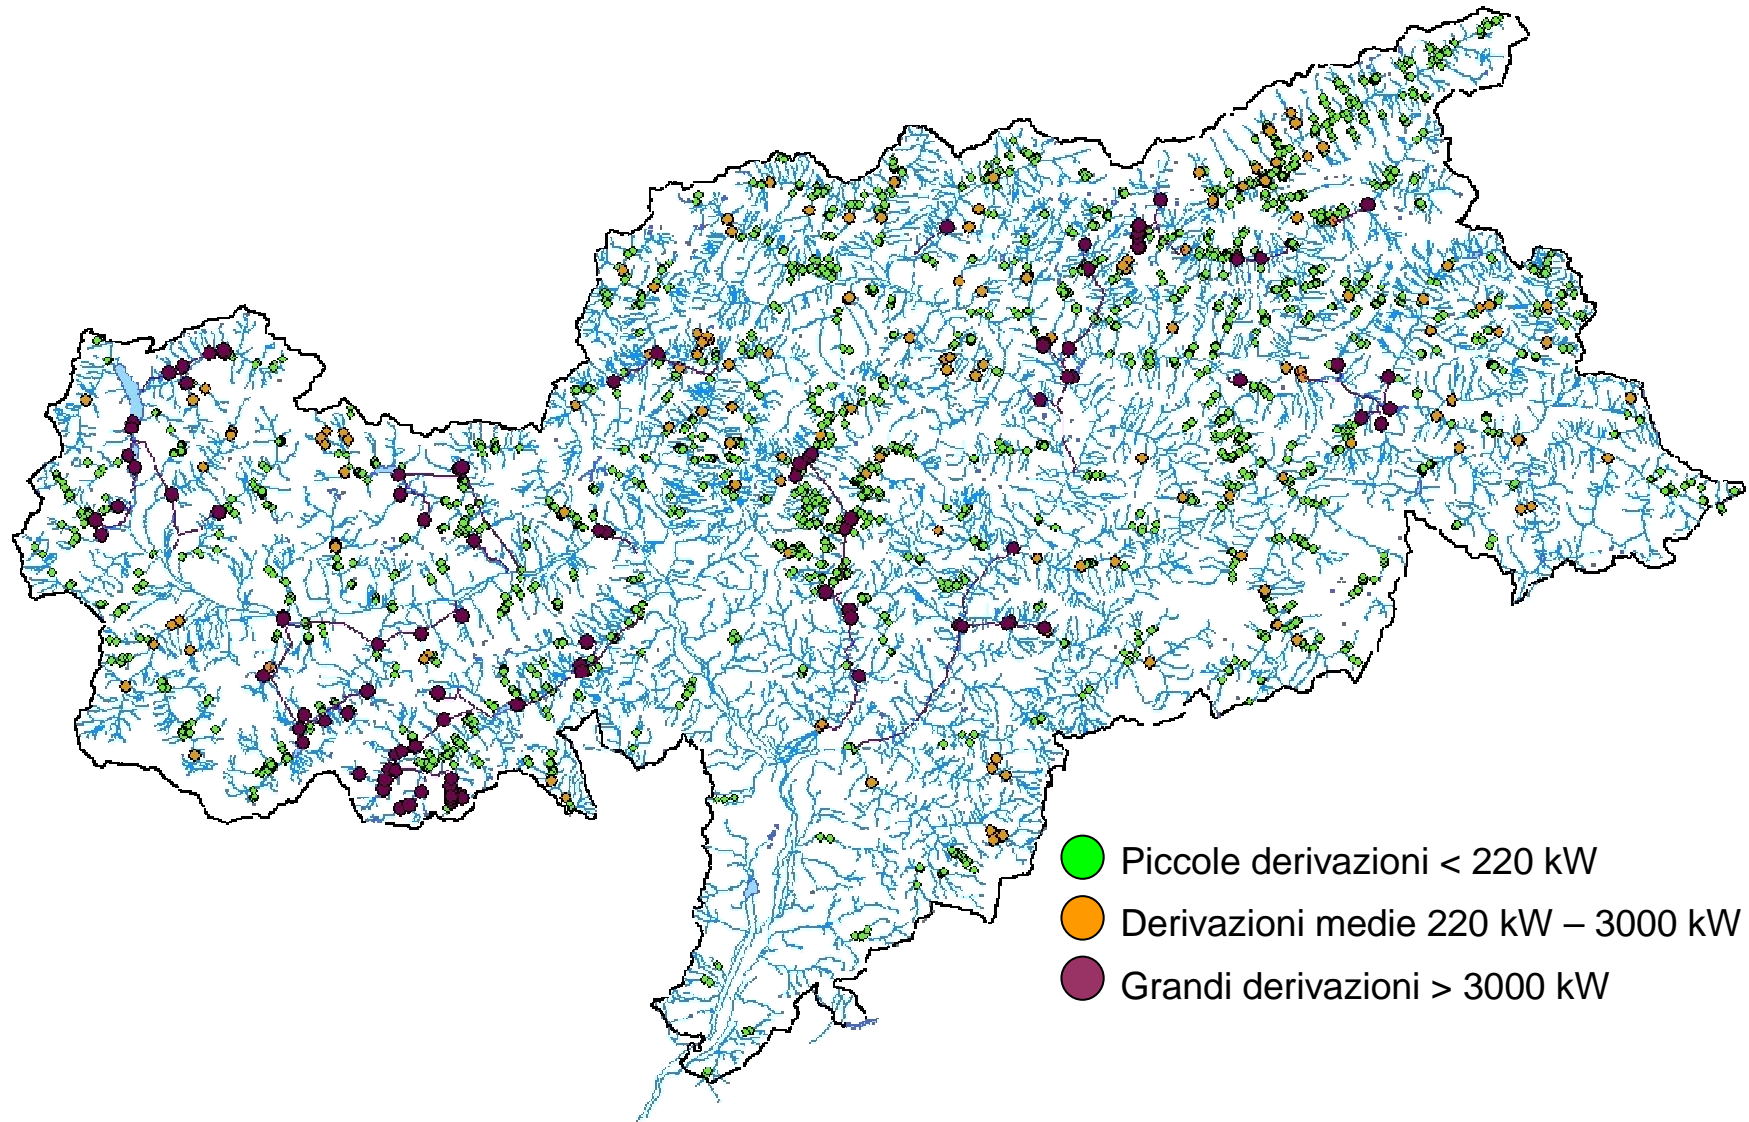 Piccole derivazioni < 220 kW
Derivazioni medie 220 kW – 3000 kW
Grandi derivazioni > 3000 kW